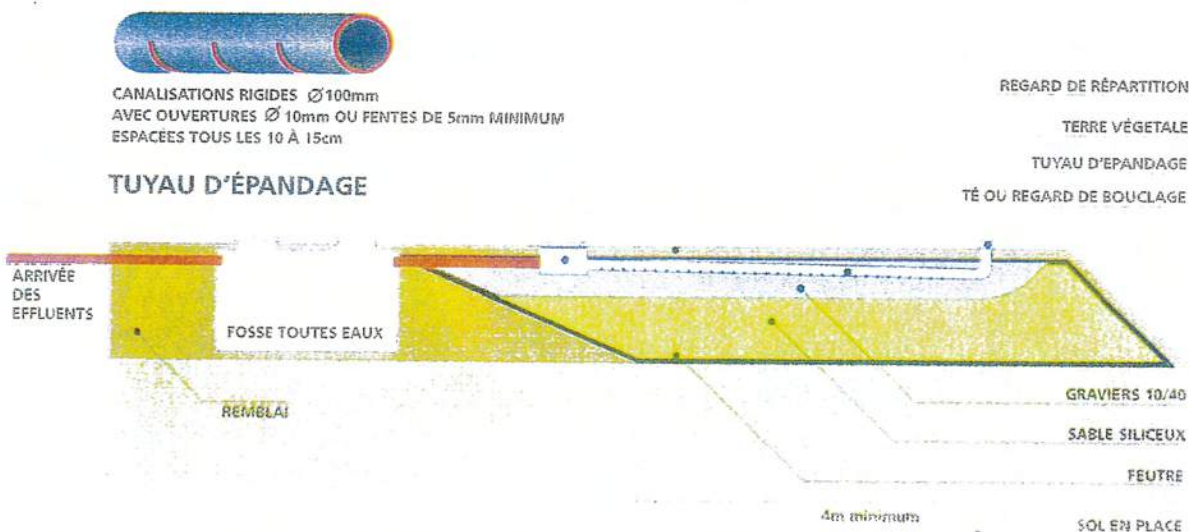 CANALISATIONS RIGIDES Ø 100mm
AVEC OUVERTURES Ø 10mm OU FENTES DE 5mm MINIMUM
ESPACÉES TOUS LES 10 À 15cm
TUYAU D'ÉPANDAGE
REGARD DE RÉPARTITION
TERRE VÉGETALE
TUYAU D'EPANDAGE
TÉ OU REGARD DE BOUCLAGE
ARRIVÉE
DES
EFFLUENTS
FOSSE TOUTES EAUX
REMBLAI
GRAVIERS 10/40
SABLE SILICEUX
FEUTRE
4m minimum
SOL EN PLACE